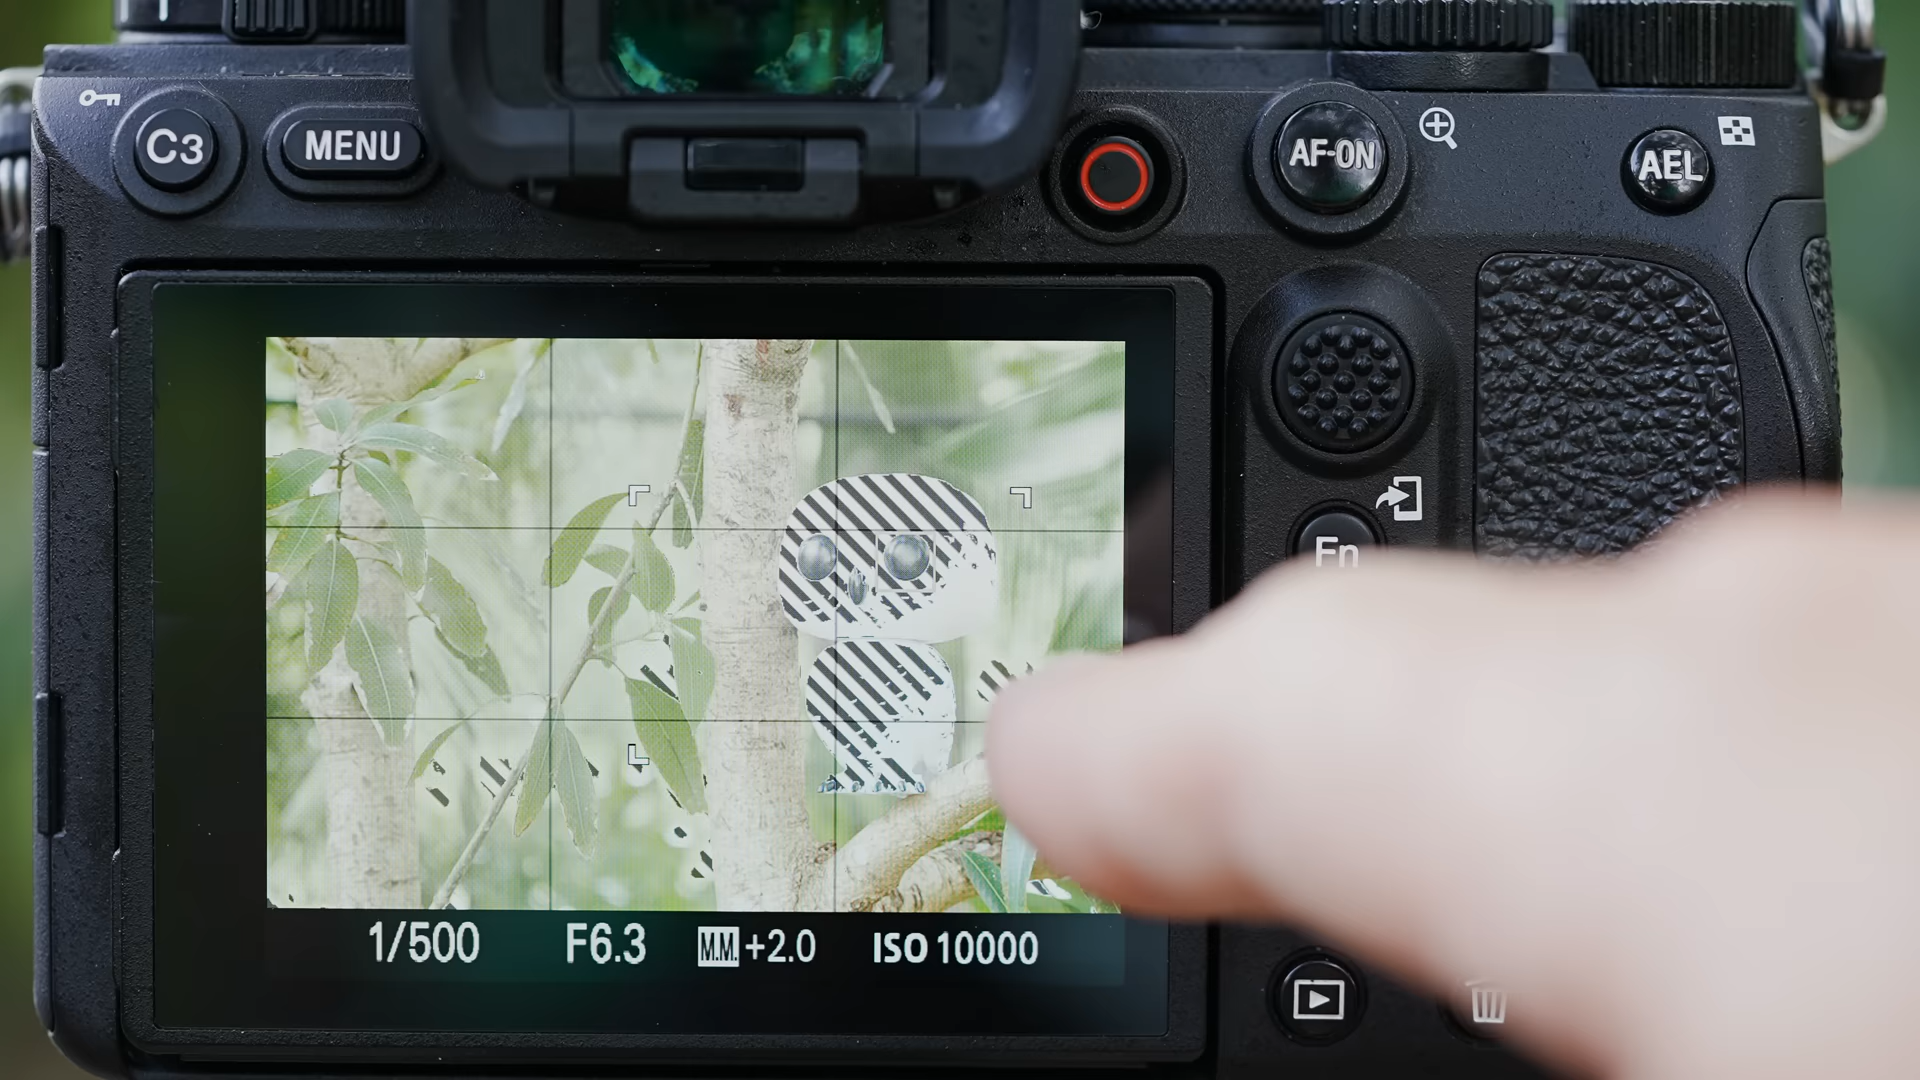 C3
MENU
AF-ON
AEL
Fn
1/500 F6.3 M.M. +2.0 ISO 10000